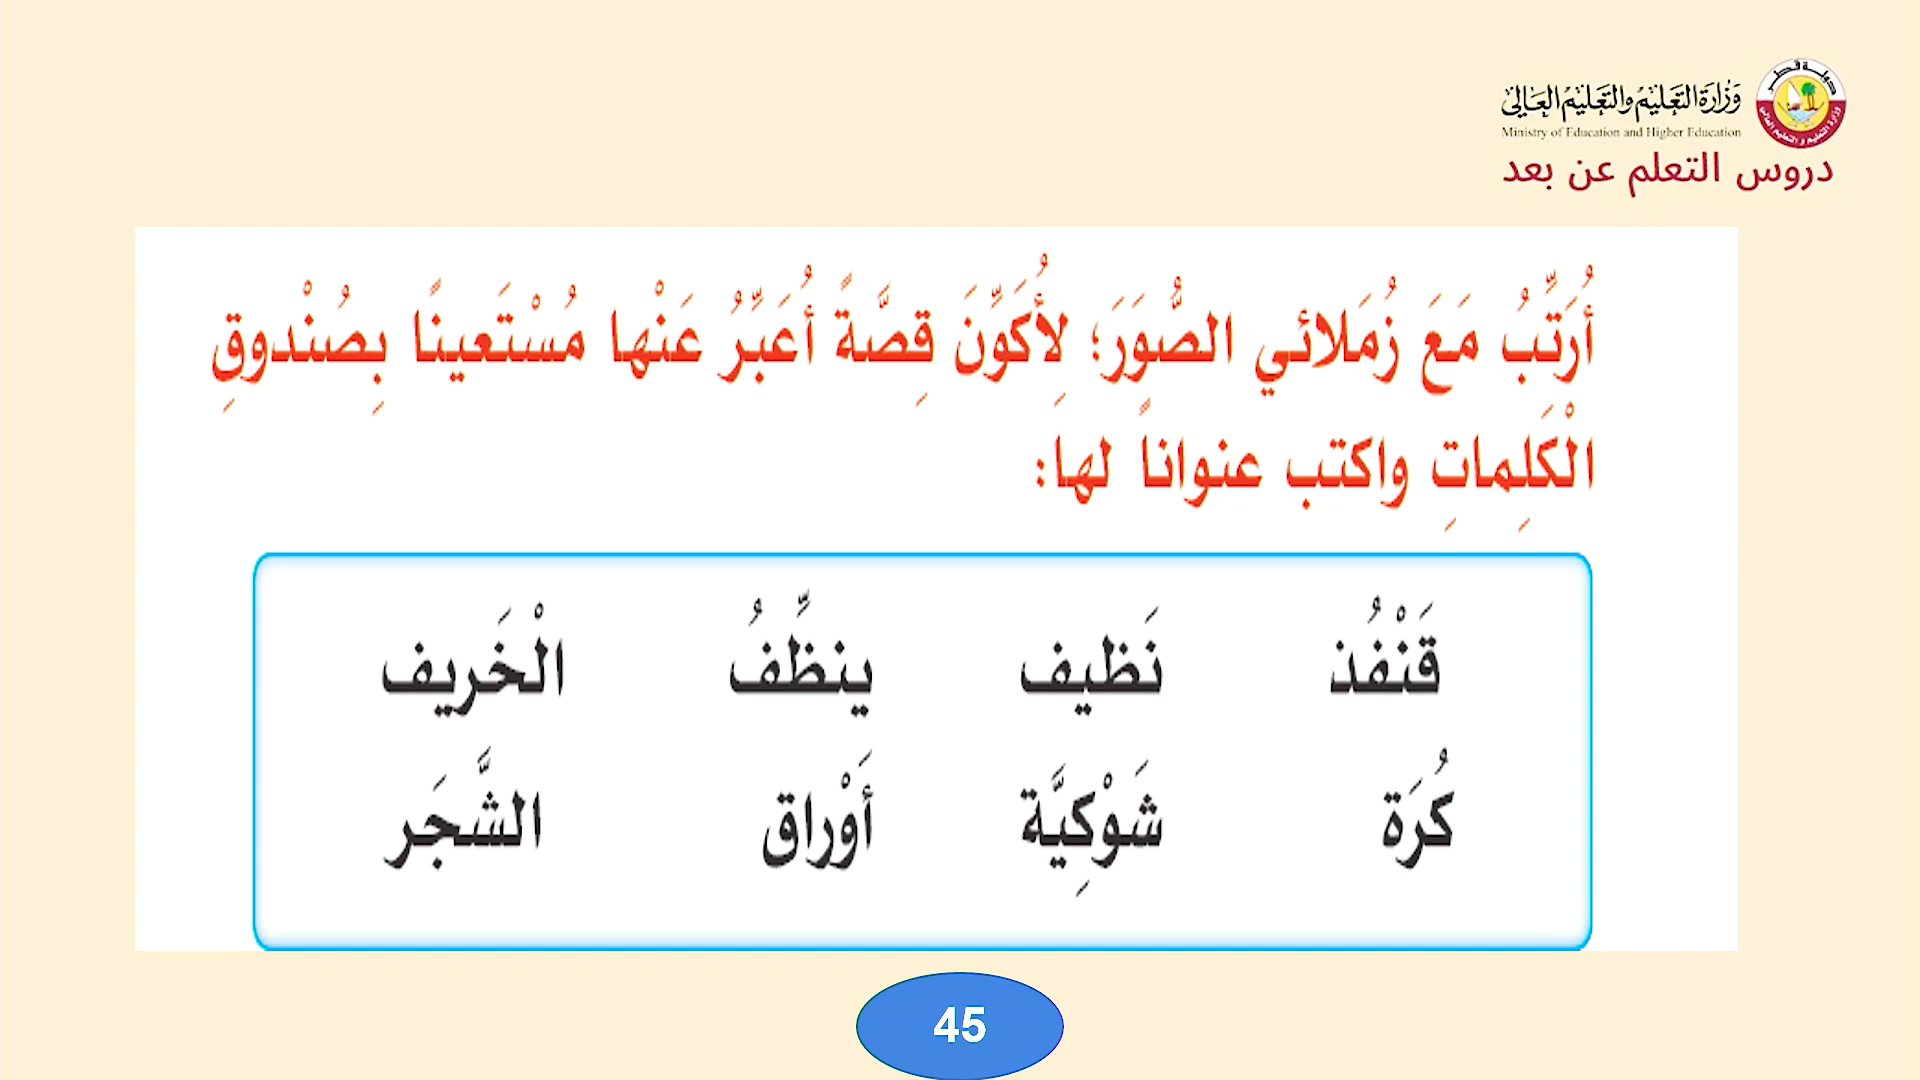 وزارة التعليم والتعليم العالي
Ministry of Education and Higher Education
دروس التعلم عن بعد
أُرَتِّبُ مَعَ زُمَلائي الصُّوَرَ؛ لِأُكَوِّنَ قِصَّةً أُعَبِّرُ عَنْها مُسْتَعينًا بِصُنْدوقِ
الْكَلِماتِ واكتب عنواناً لها:
قَنْفُذ نَظيف ينظِّفُ الْخَريف
كُرَة شَوْكِيَّة أَوْراق الشَّجَر
45